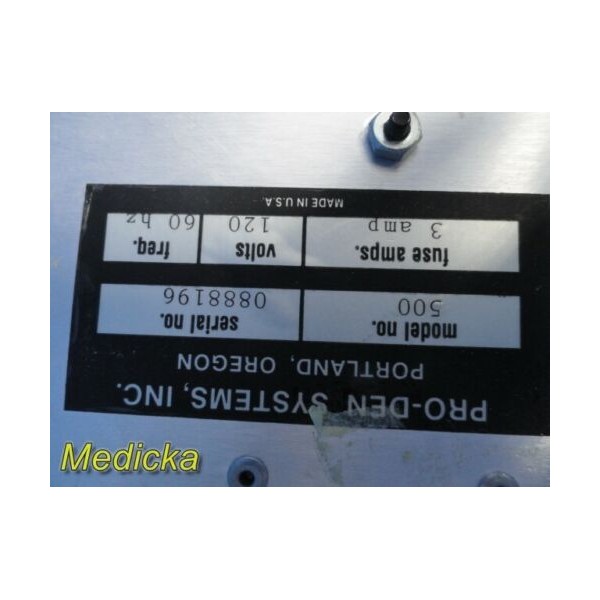 PRO-DEN SYSTEMS, INC.
PORTLAND, OREGON
model no. serial no.
500 0888196
fuse amps. volts freq.
3 amp 120 60 hz
MADE IN U.S.A.
Medicka